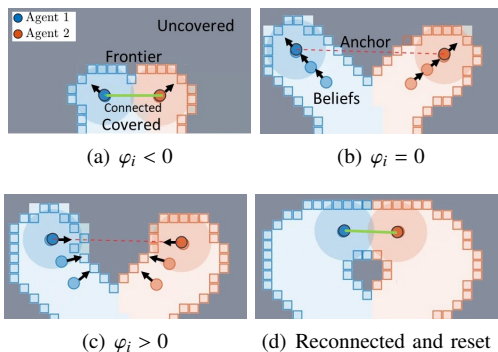 Agent 1
Agent 2
Uncovered
Frontier
Connected
Covered
(a) φᵢ < 0
Anchor
Beliefs
(b) φᵢ = 0
(c) φᵢ > 0
(d) Reconnected and reset